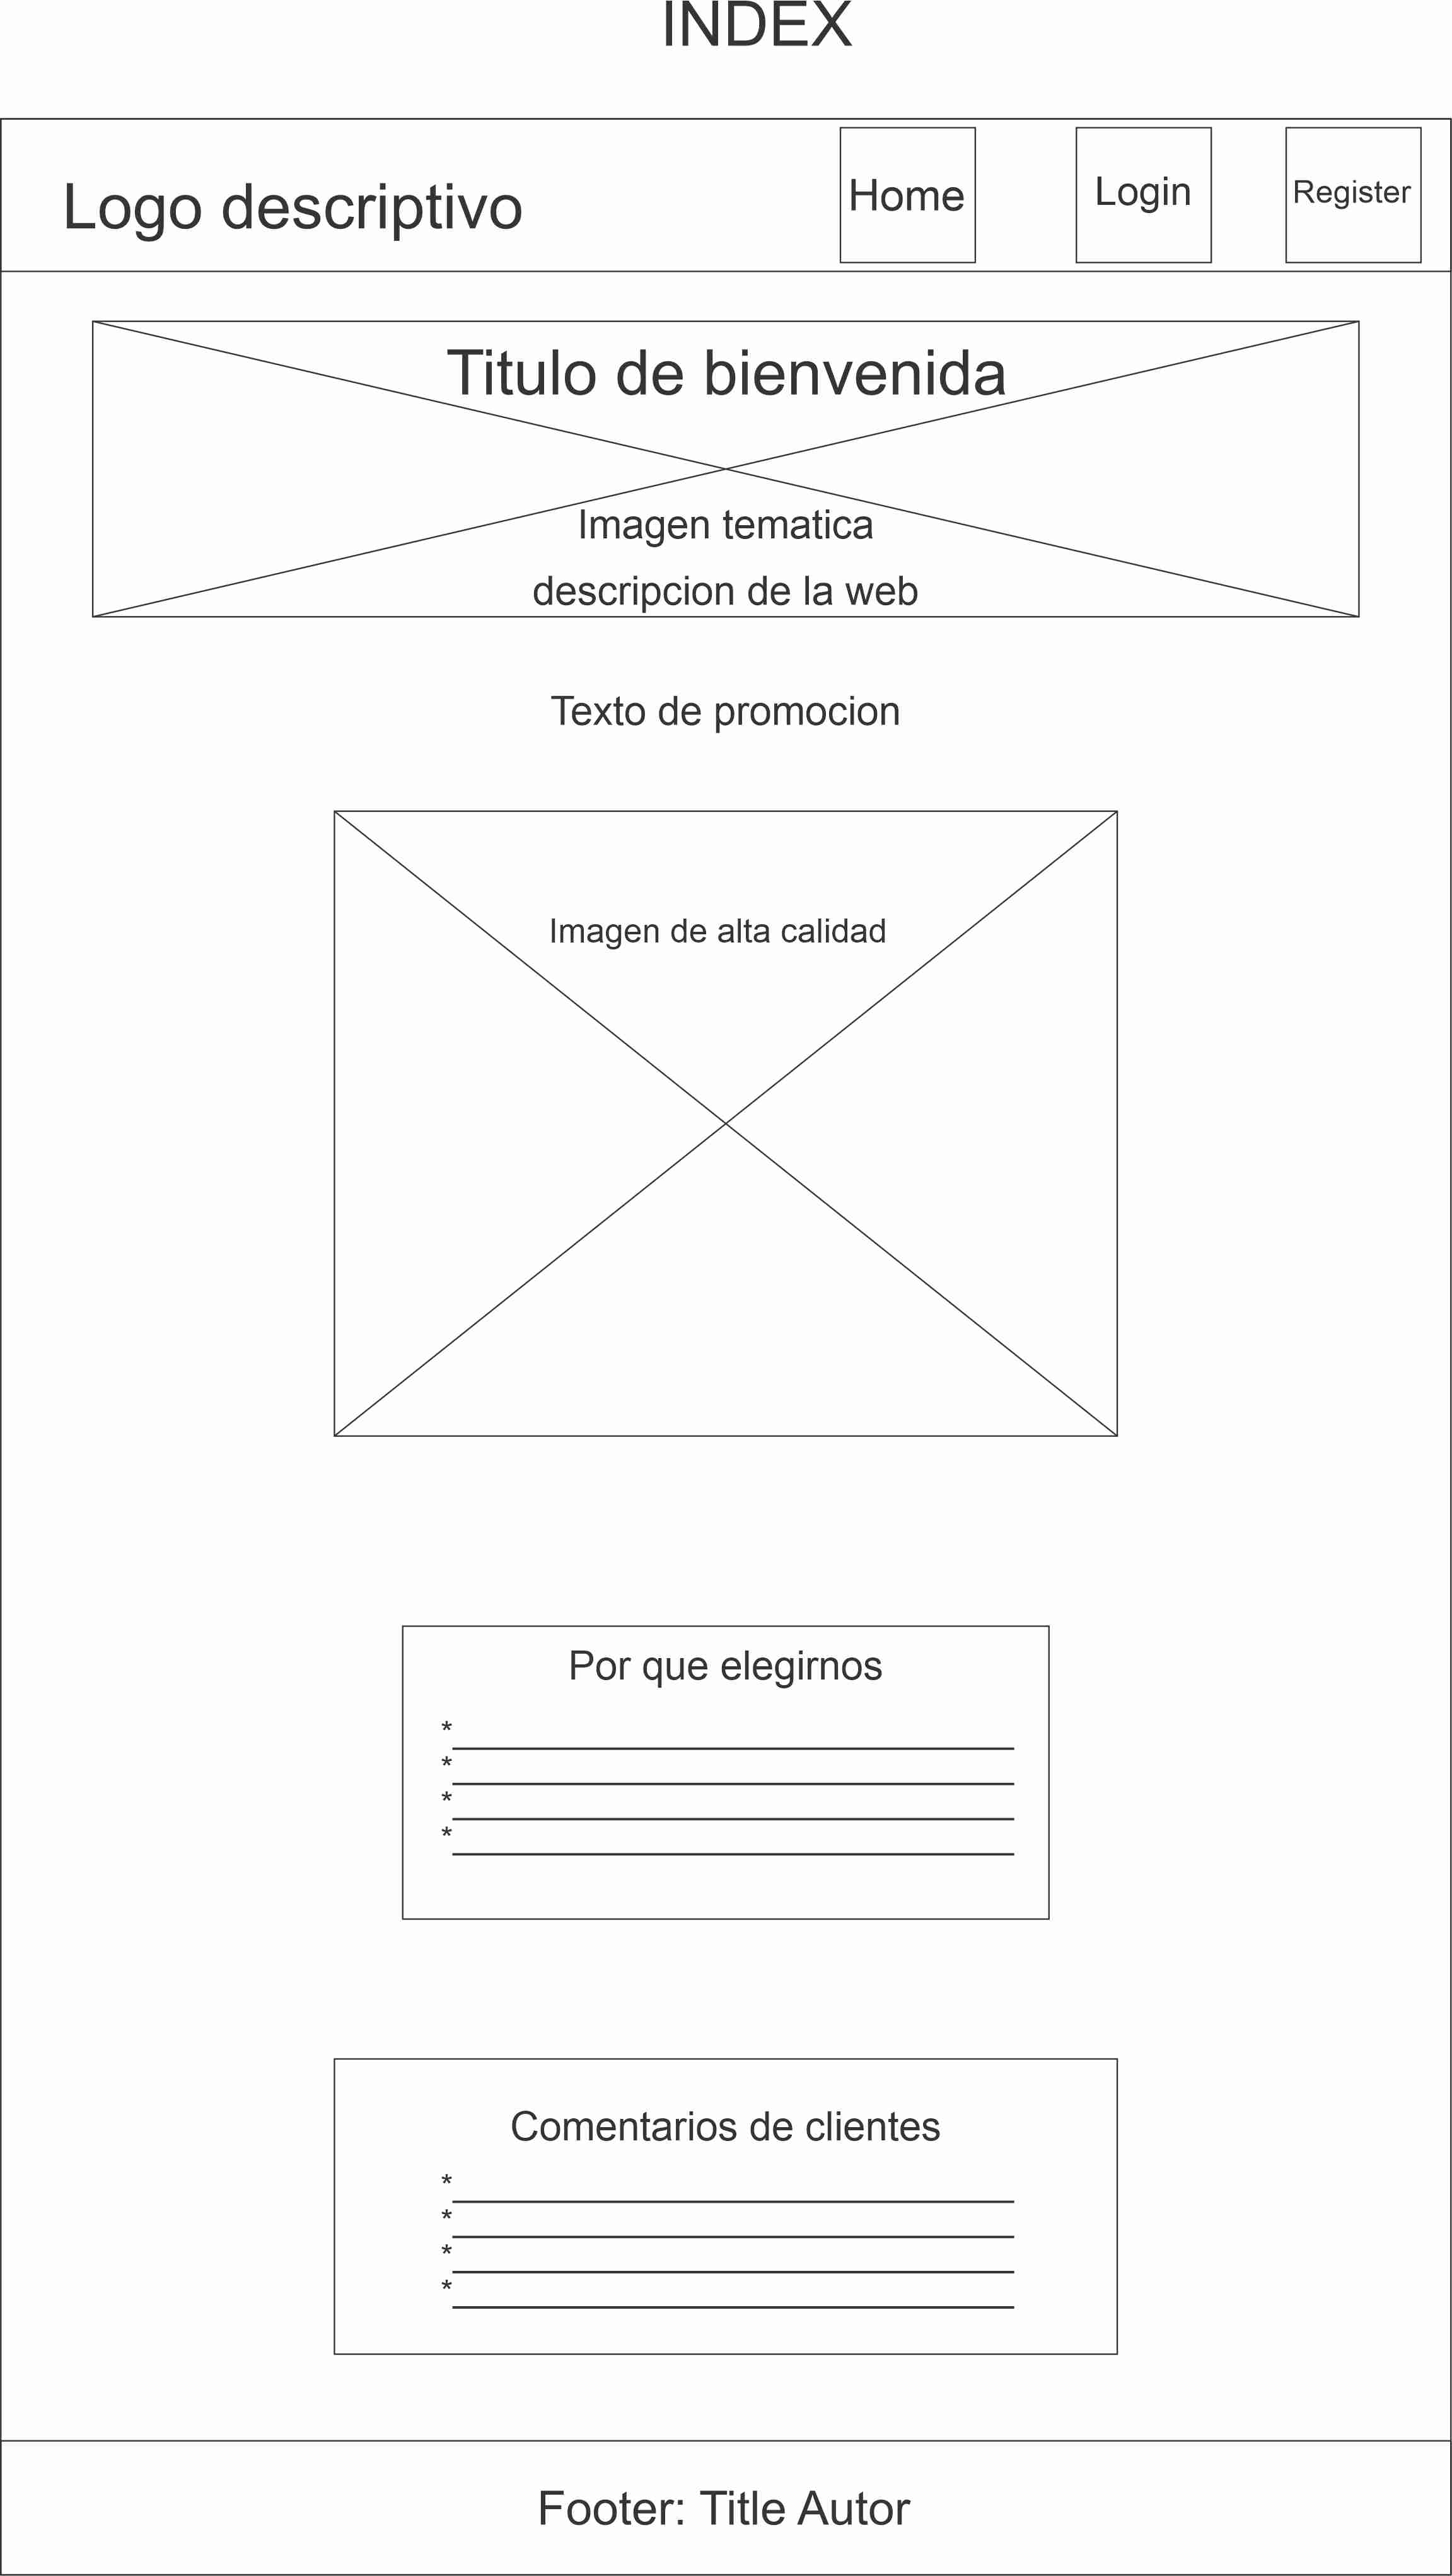 INDEX
Logo descriptivo
Home
Login
Register
Titulo de bienvenida
Imagen tematica
descripcion de la web
Texto de promocion
Imagen de alta calidad
Por que elegirnos
*
*
*
*
Comentarios de clientes
*
*
*
*
Footer: Title Autor